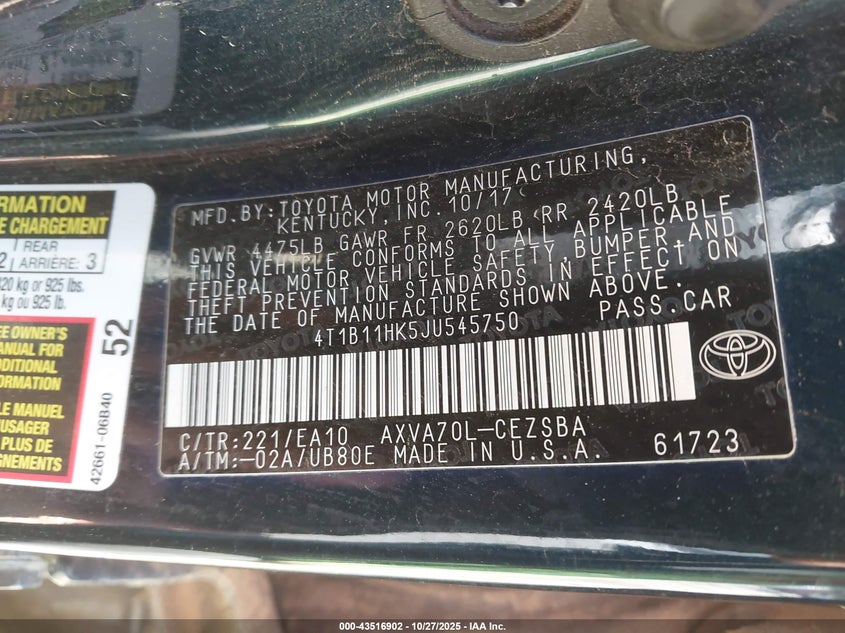 MFD. BY: TOYOTA MOTOR MANUFACTURING,
KENTUCKY, INC. 10/17
GVWR 4475LB GAWR FR 2620LB RR 2420LB
THIS VEHICLE CONFORMS TO ALL APPLICABLE
FEDERAL MOTOR VEHICLE SAFETY, BUMPER, AND
THEFT PREVENTION STANDARDS IN EFFECT ON
THE DATE OF MANUFACTURE SHOWN ABOVE.
4T1B11HK5JU545750 PASS. CAR
C/TR: 221/EA10 AXVA70L-CEZSBA
A/TM: -02A/UB80E MADE IN U.S.A. 61723
RMATION
E CHARGEMENT
1 REAR
2 ARRIÈRE: 3
420 kg or 925 lbs.
kg ou 925 lb.
EE OWNER'S
MANUAL FOR
DDITIONAL
FORMATION
LE MANUEL
USAGER
PLUS DE
GNEMENTS
52
42661-06B40
000-43516902 - 10/27/2025 - IAA Inc.